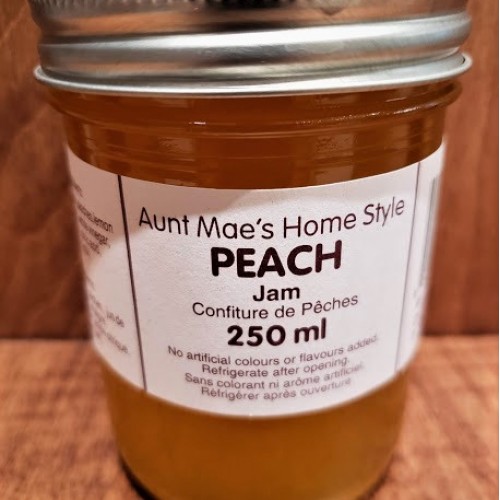 Aunt Mae's Home Style
PEACH
Jam
Confiture de Pêches
250 ml
No artificial colours or flavours added.
Refrigerate after opening.
Sans colorant ni arôme artificiel.
Réfrigérer après ouverture